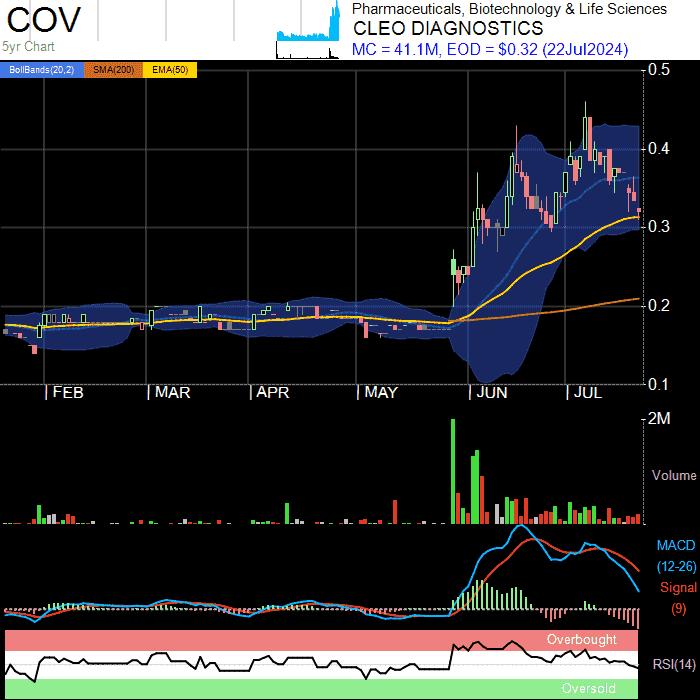 COV
5yr Chart
Pharmaceuticals, Biotechnology & Life Sciences
CLEO DIAGNOSTICS
MC = 41.1M, EOD = $0.32 (22Jul2024)
BollBands(20,2) SMA(200) EMA(50)
0.5
0.4
0.3
0.2
0.1
FEB MAR APR MAY JUN JUL
2M
Volume
MACD
(12-26)
Signal
(9)
Overbought
RSI(14)
Oversold